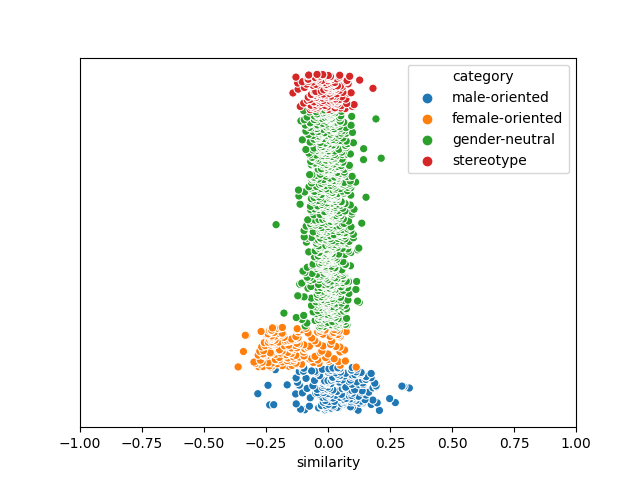 category
male-oriented
female-oriented
gender-neutral
stereotype
−1.00 −0.75 −0.50 −0.25 0.00 0.25 0.50 0.75 1.00
similarity